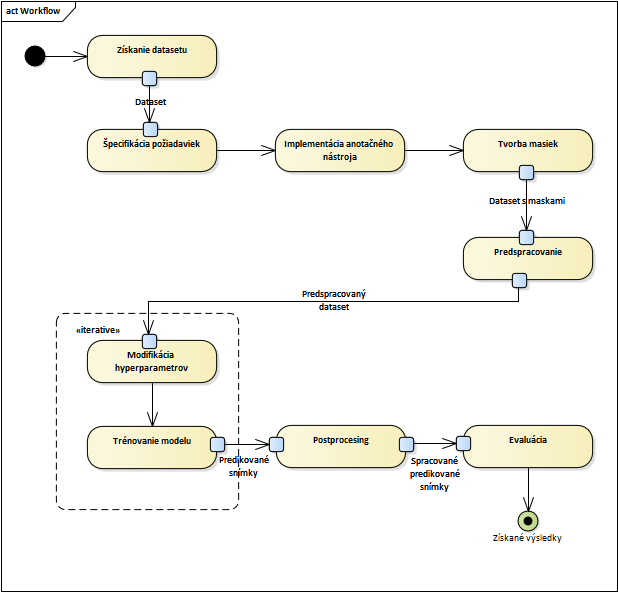 act Workflow
Získanie datasetu
Dataset
Špecifikácia požiadaviek
Implementácia anotačného
nástroja
Tvorba masiek
Dataset s maskami
Predspracovanie
Predspracovaný
dataset
«iterative»
Modifikácia
hyperparametrov
Trénovanie modelu
Predikované
snímky
Postprocesing
Spracované
predikované
snímky
Evaluácia
Získané výsledky